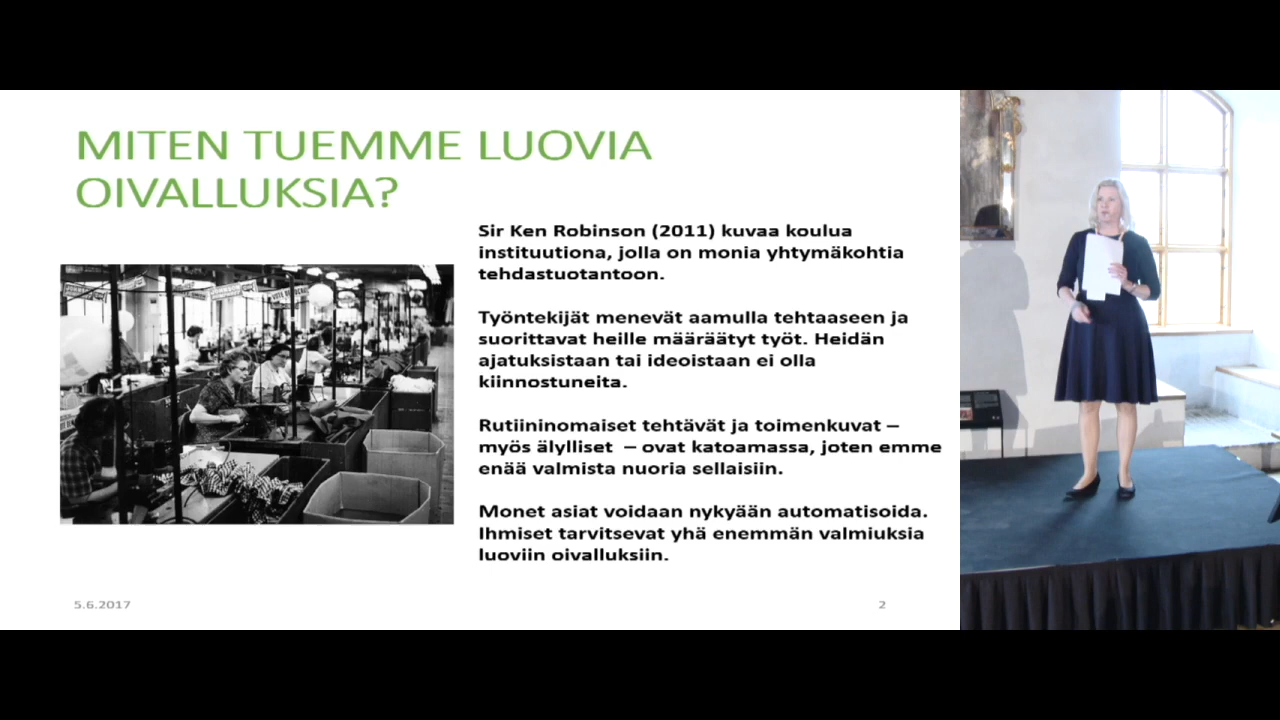 MITEN TUEMME LUOVIA
OIVALLUKSIA?
Sir Ken Robinson (2011) kuvaa koulua
instituutiona, jolla on monia yhtymäkohtia
tehdastuotantoon.
Työntekijät menevät aamulla tehtaaseen ja
suorittavat heille määräätyt työt. Heidän
ajatuksistaan tai ideoistaan ei olla
kiinnostuneita.
Rutiininomaiset tehtävät ja toimenkuvat –
myös älylliset – ovat katoamassa, joten emme
enää valmista nuoria sellaisiin.
Monet asiat voidaan nykyään automatisoida.
Ihmiset tarvitsevat yhä enemmän valmiuksia
luoviin oivalluksiin.
5.6.2017
2